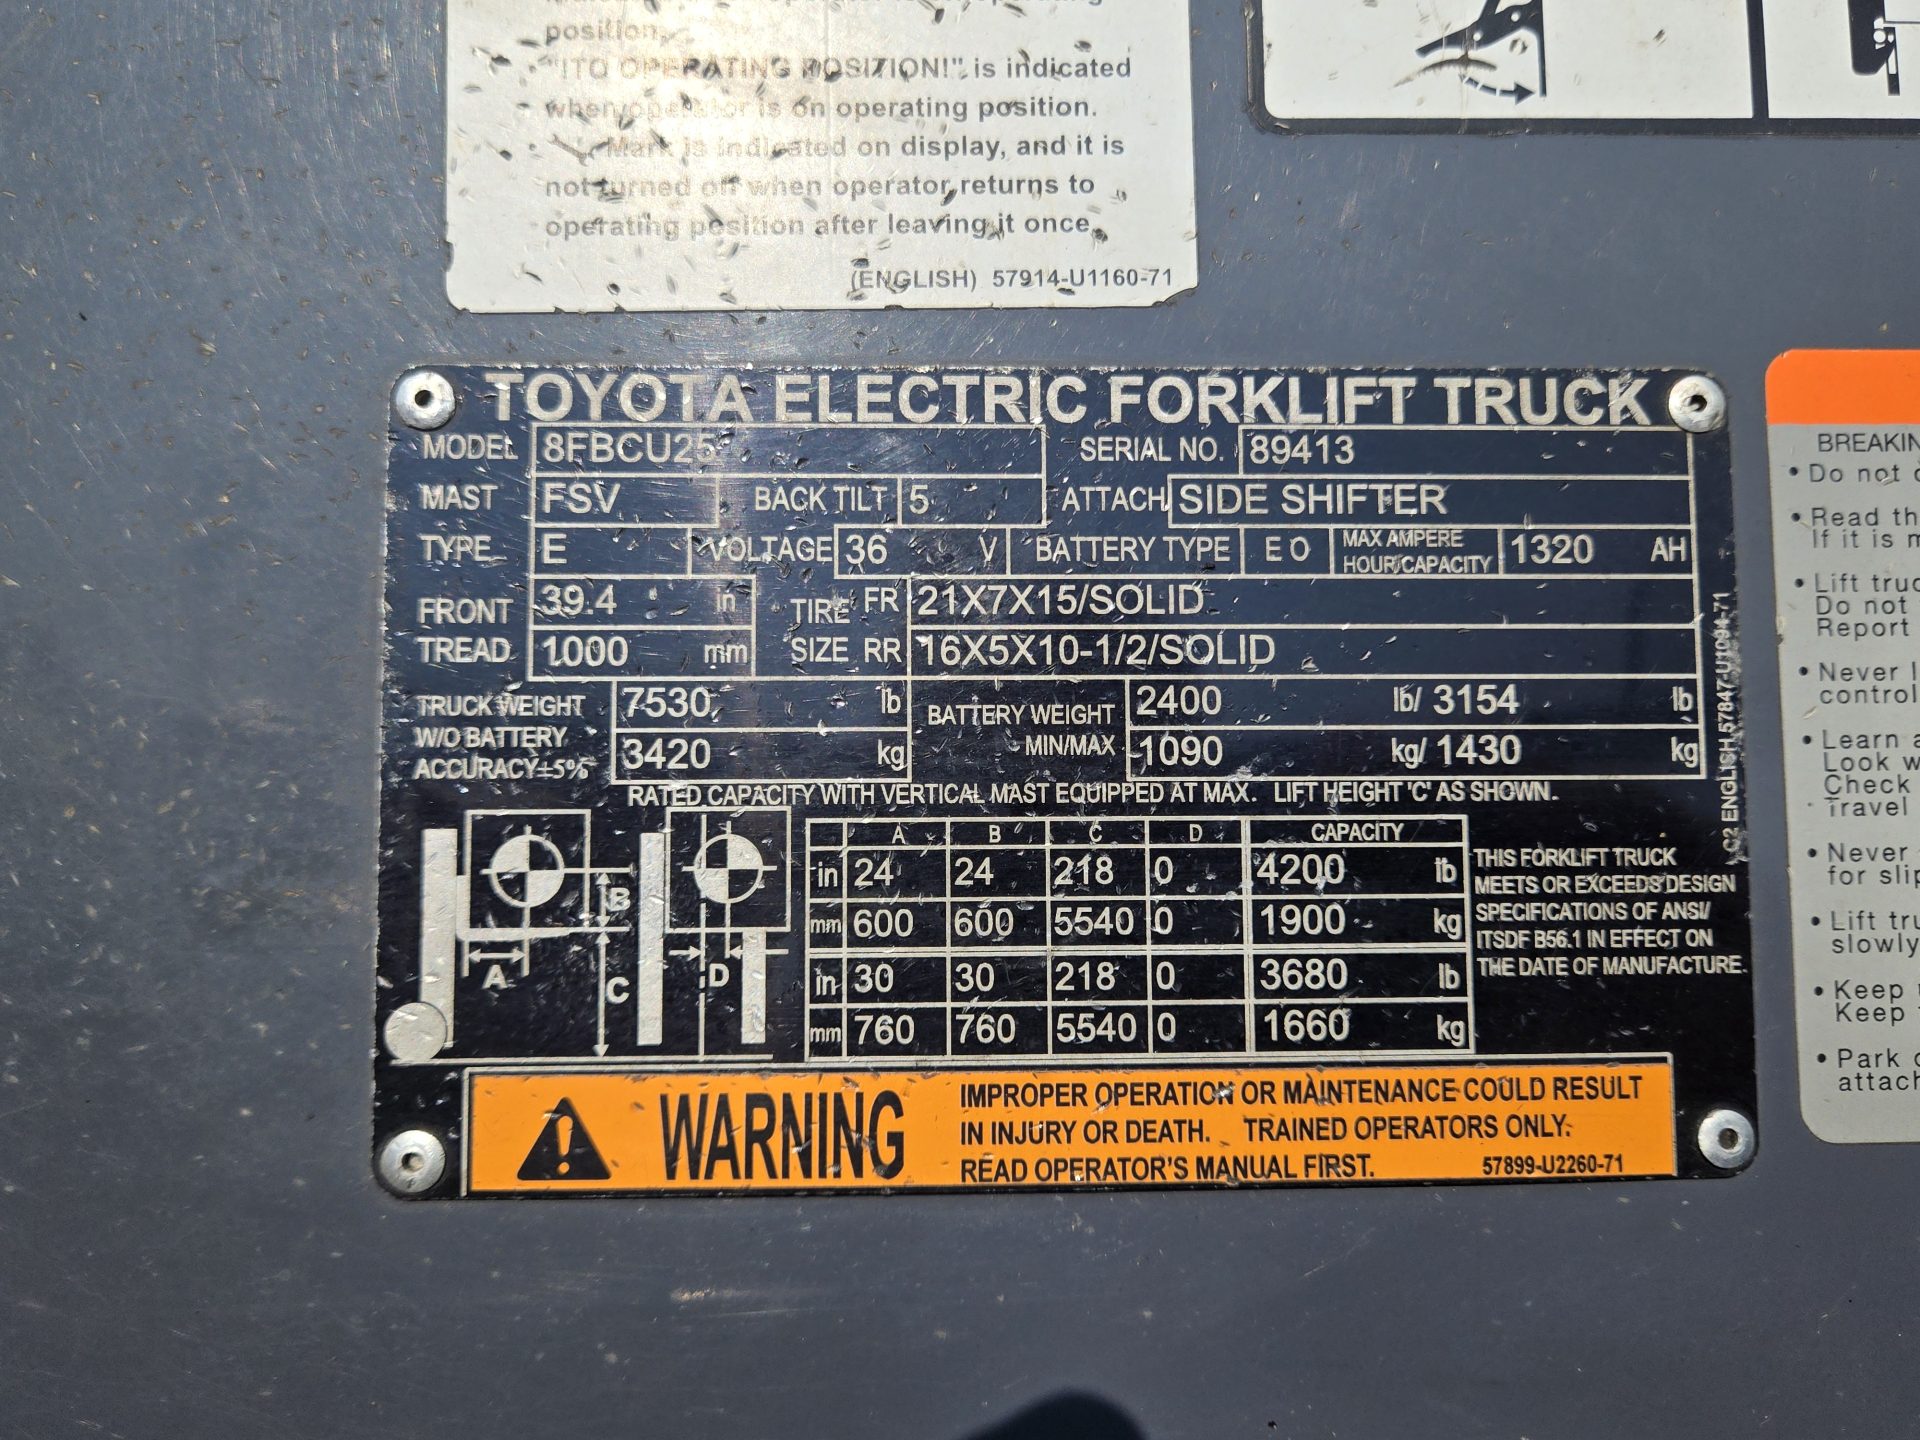 position.
"!TO OPERATING POSITION!" is indicated
when operator is on operating position.
Mark is indicated on display, and it is
not turned off when operator returns to
operating position after leaving it once.
(ENGLISH) 57914-U1160-71
TOYOTA ELECTRIC FORKLIFT TRUCK
MODEL 8FBCU25 SERIAL NO. 89413
MAST FSV BACK TILT 5 ATTACH SIDE SHIFTER
TYPE E VOLTAGE 36 V BATTERY TYPE E O MAX AMPERE HOUR/CAPACITY 1320 AH
FRONT TREAD 39.4 in TIRE SIZE FR 21X7X15/SOLID
1000 mm RR 16X5X10-1/2/SOLID
TRUCK WEIGHT 7530 lb BATTERY WEIGHT 2400 lb/ 3154 lb
W/O BATTERY
ACCURACY±5% 3420 kg MIN/MAX 1090 kg/ 1430 kg
RATED CAPACITY WITH VERTICAL MAST EQUIPPED AT MAX. LIFT HEIGHT 'C' AS SHOWN.
A B C D CAPACITY
in 24 24 218 0 4200 lb
mm 600 600 5540 0 1900 kg
in 30 30 218 0 3680 lb
mm 760 760 5540 0 1660 kg
B
A
C
D
THIS FORKLIFT TRUCK
MEETS OR EXCEEDS DESIGN
SPECIFICATIONS OF ANSI/
ITSDF B56.1 IN EFFECT ON
THE DATE OF MANUFACTURE.
C2 ENGLISH 57847-U1094-71
WARNING
IMPROPER OPERATION OR MAINTENANCE COULD RESULT
IN INJURY OR DEATH. TRAINED OPERATORS ONLY.
READ OPERATOR'S MANUAL FIRST. 57899-U2260-71
• Do not
• Read
If it is
• Lift
Do not
Report
• Never
control
• Learn
Look
Check
Travel
• Never
for
• Lift
slowly
• Keep
Keep
• Park